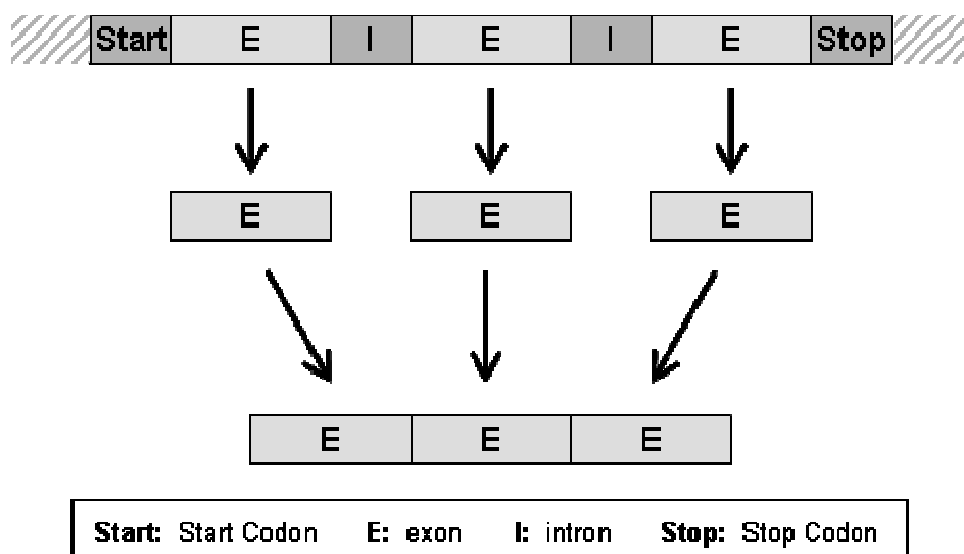 Start E I E I E Stop
E E E
E E E
Start: Start Codon E: exon I: intron Stop: Stop Codon